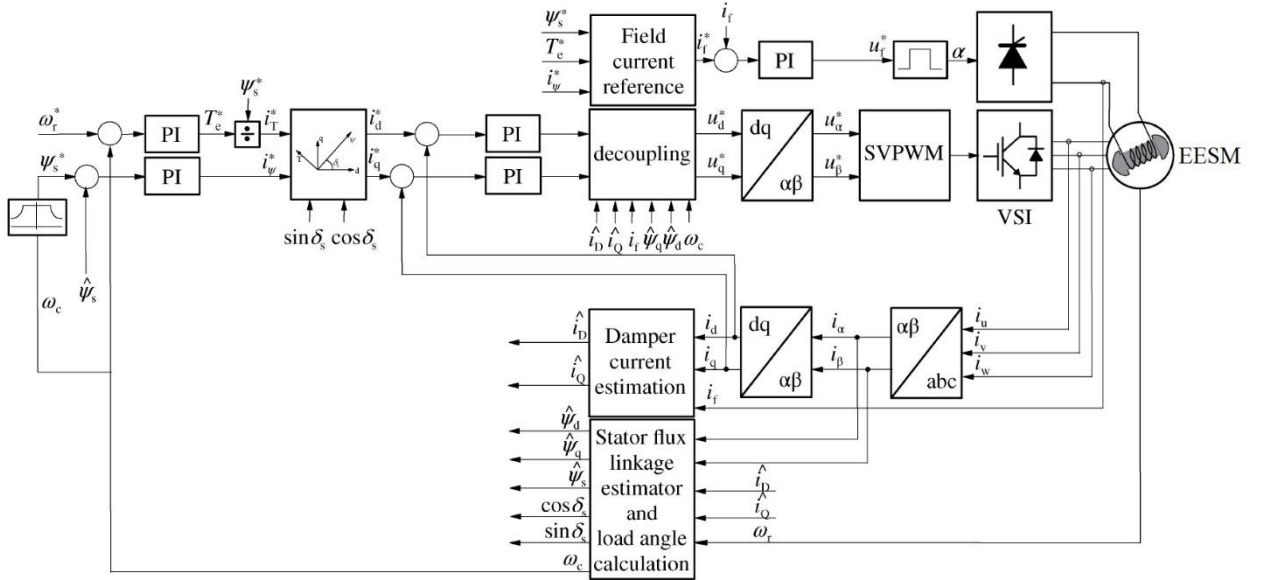 ψs*
Te*
iψ*
Field
current
reference
if*
if
PI
uf*
α
ωr*
PI
Te*
ψs*
÷
iT*
q
ψ
T
δs
d
id*
PI
decoupling
ud*
dq
αβ
uα*
SVPWM
VSI
EESM
ψs*
PI
iψ*
iq*
PI
uq*
uβ*
sinδs cosδs
îD îQ if ψ̂q ψ̂d ωc
ψ̂s
ωc
îD
îQ
Damper
current
estimation
id
iq
if
dq
αβ
iα
iβ
αβ
abc
iu
iv
iw
ψ̂d
ψ̂q
ψ̂s
cosδs
sinδs
ωc
Stator flux
linkage
estimator
and
load angle
calculation
îD
îQ
ωr